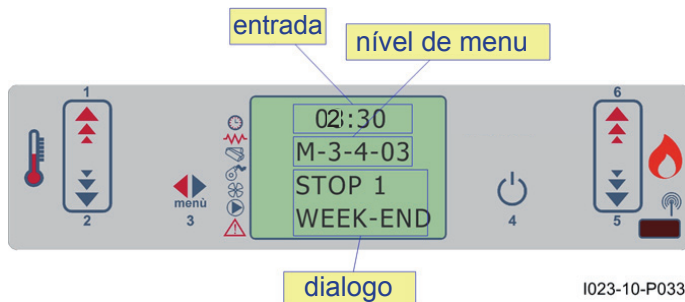 entrada
nível de menu
1
6
02:30
M-3-4-03
STOP 1
WEEK-END
menù
2
3
4
5
dialogo
I023-10-P033